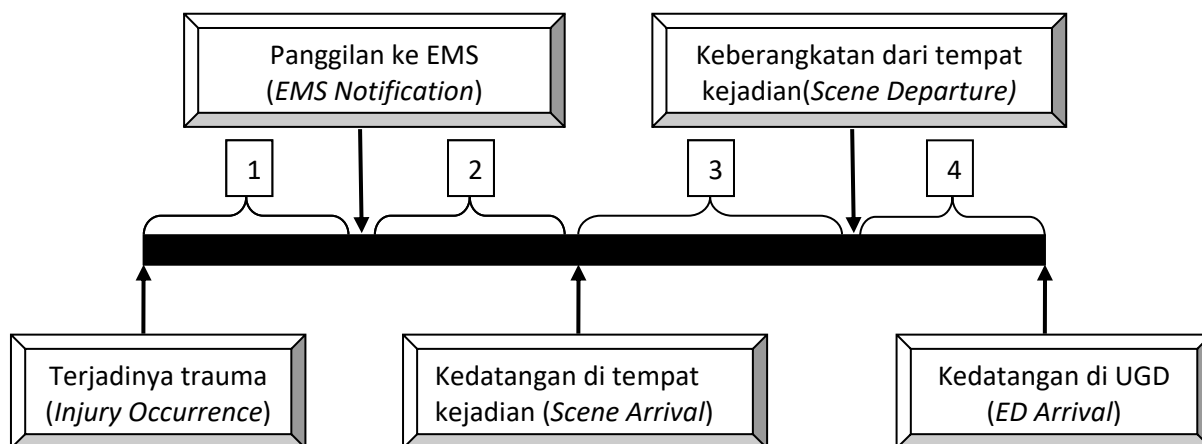 Panggilan ke EMS
(EMS Notification)
Keberangkatan dari tempat
kejadian(Scene Departure)
1
2
3
4
Terjadinya trauma
(Injury Occurrence)
Kedatangan di tempat
kejadian (Scene Arrival)
Kedatangan di UGD
(ED Arrival)